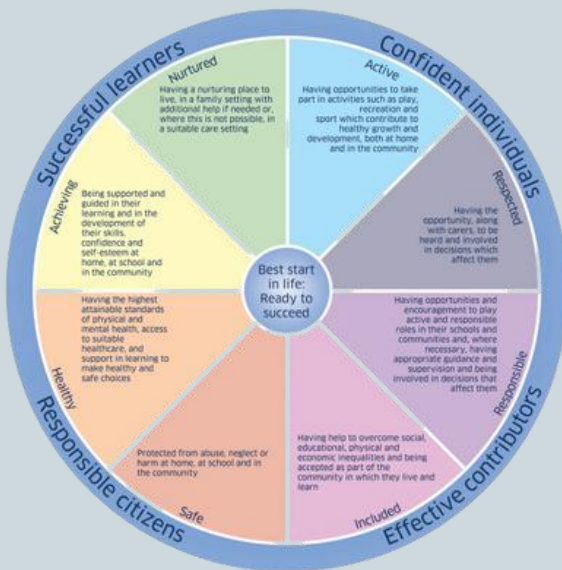 Successful learners
Confident individuals
Nurtured
Having a nurturing place to
live, in a family setting with
additional help if needed or,
where this is not possible, in
a suitable care setting
Active
Having opportunities to take
part in activities such as play,
recreation and
sport which contribute to
healthy growth and
development, both at home
and in the community
Achieving
Being supported and
guided in their
learning and in the
development of
their skills,
confidence and
self-esteem at
home, at school and
in the community
Respected
Having the
opportunity, along
with carers, to be
heard and involved
in decisions which
affect them
Best start
in life:
Ready to
succeed
Healthy
Having the highest
attainable standards
of physical and
mental health, access
to suitable
healthcare, and
support in learning to
make healthy and
safe choices
Responsible
Having opportunities and
encouragement to play
active and responsible
roles in their schools and
communities and, where
necessary, having
appropriate guidance and
supervision and being
involved in decisions that
affect them
Protected from abuse, neglect or
harm at home, at school and in
the community
Safe
Having help to overcome social,
educational, physical and
economic inequalities and being
accepted as part of the
community in which they live and
learn
Included
Responsible citizens
Effective contributors